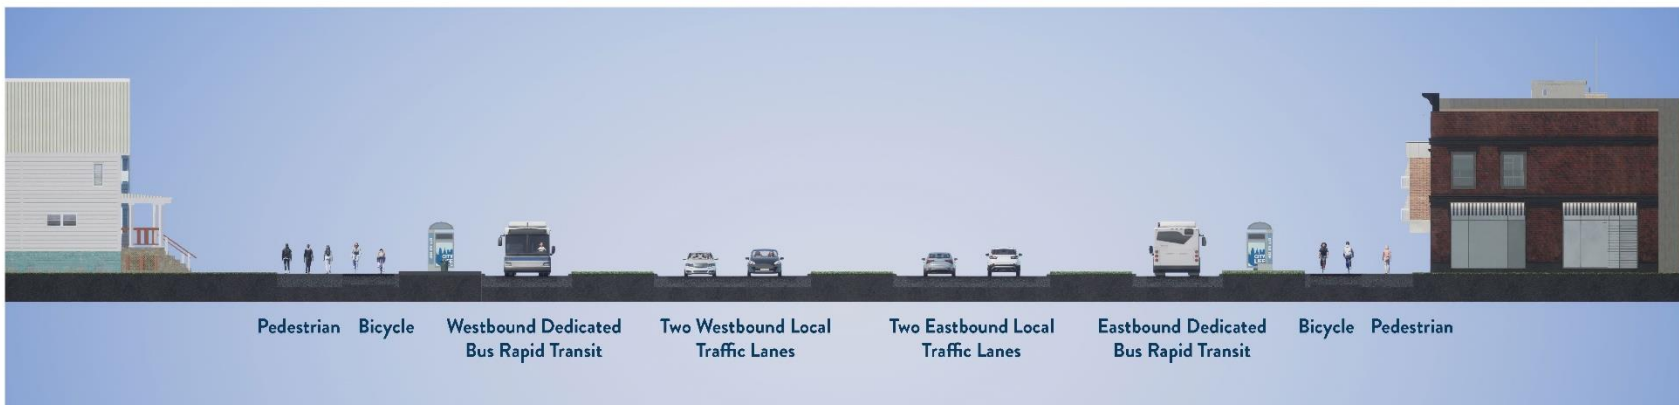 Pedestrian
Bicycle
Westbound Dedicated
Bus Rapid Transit
Two Westbound Local
Traffic Lanes
Two Eastbound Local
Traffic Lanes
Eastbound Dedicated
Bus Rapid Transit
Bicycle
Pedestrian